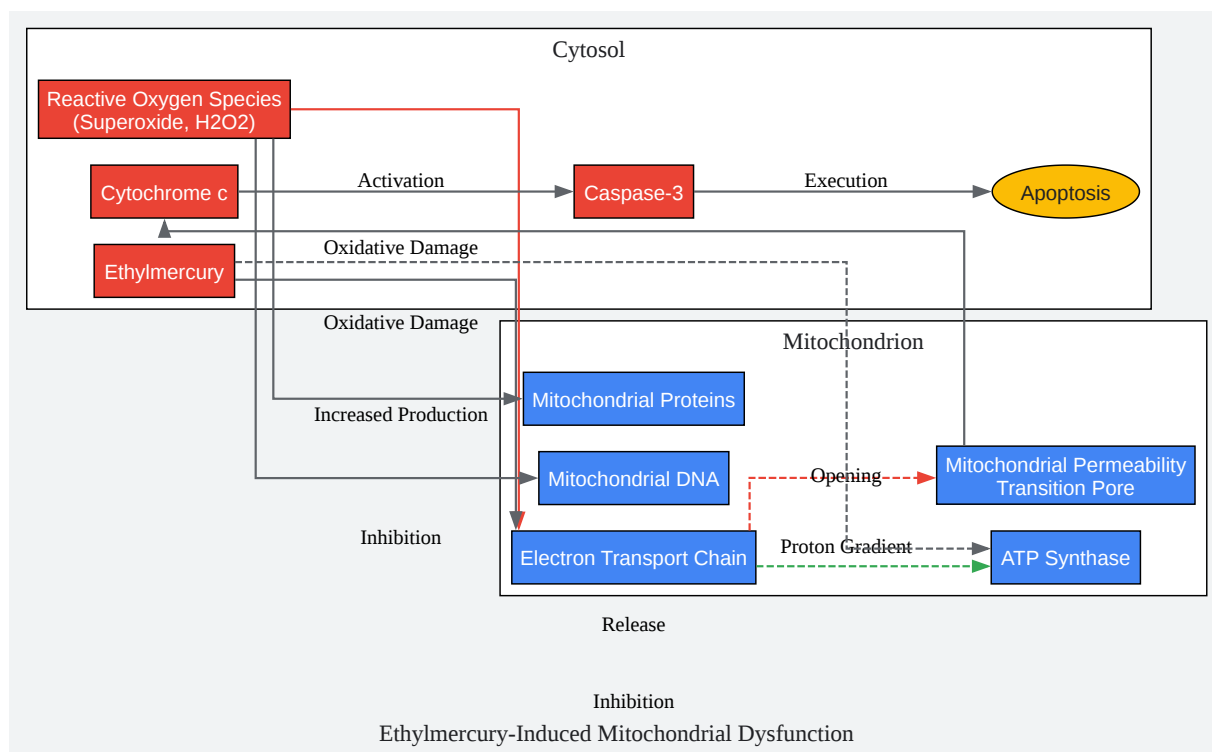 Cytosol
Reactive Oxygen Species
(Superoxide, H2O2)
Cytochrome c
Activation
Caspase-3
Execution
Apoptosis
Oxidative Damage
Ethylmercury
Oxidative Damage
Mitochondrion
Mitochondrial Proteins
Increased Production
Mitochondrial DNA
Opening
Mitochondrial Permeability
Transition Pore
Inhibition
Electron Transport Chain
Proton Gradient
ATP Synthase
Release
Inhibition
Ethylmercury-Induced Mitochondrial Dysfunction